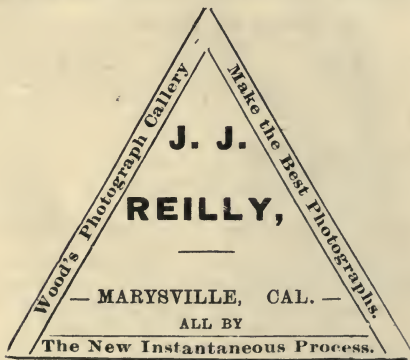 Wood's Photograph Gallery
Make the Best Photographs.
J. J.
REILLY,
— MARYSVILLE, CAL. —
ALL BY
The New Instantaneous Process.